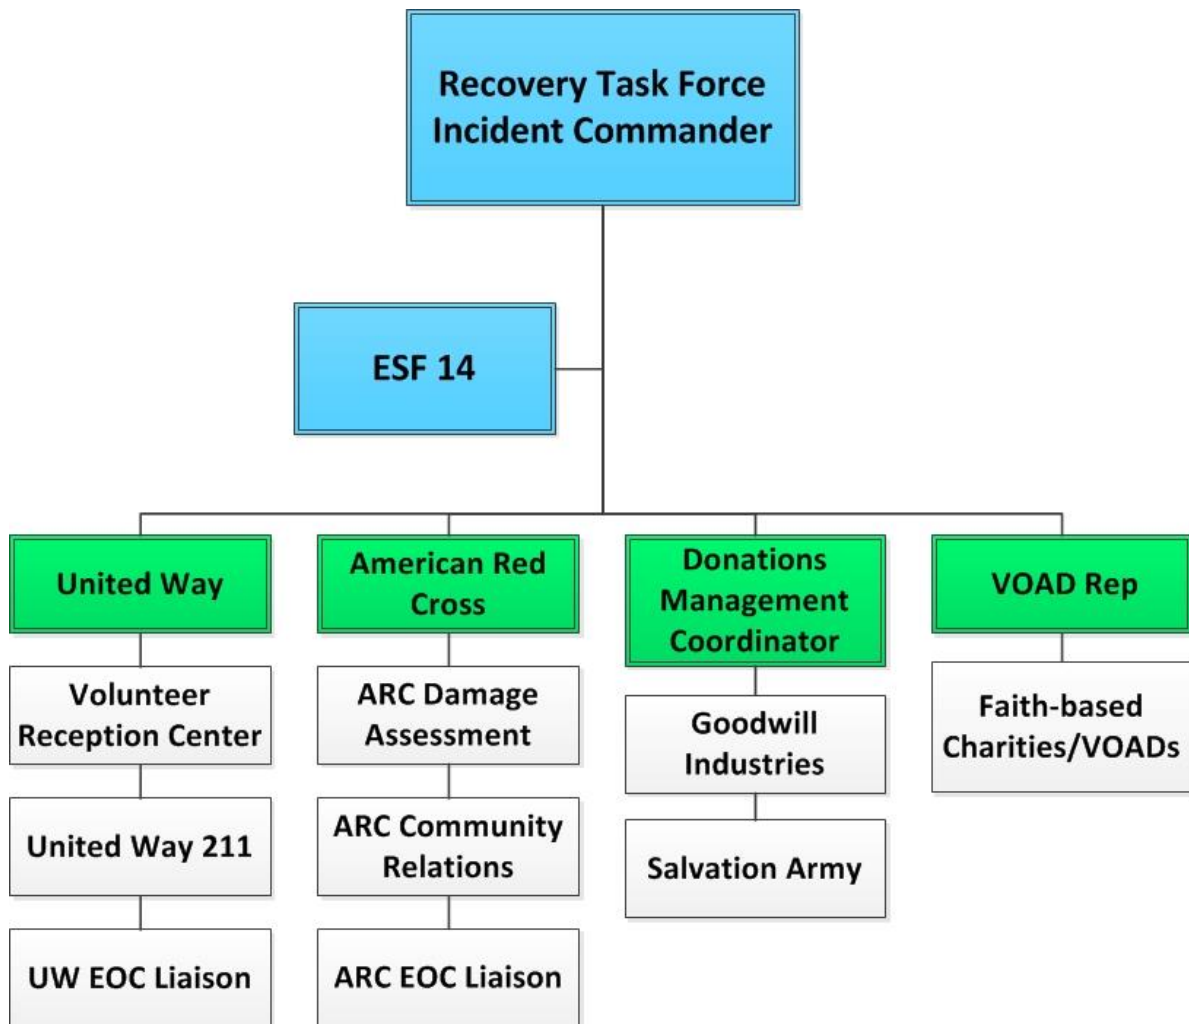 Recovery Task Force
Incident Commander
ESF 14
United Way
American Red
Cross
Donations
Management
Coordinator
VOAD Rep
Volunteer
Reception Center
ARC Damage
Assessment
Goodwill
Industries
Faith-based
Charities/VOADs
United Way 211
ARC Community
Relations
Salvation Army
UW EOC Liaison
ARC EOC Liaison